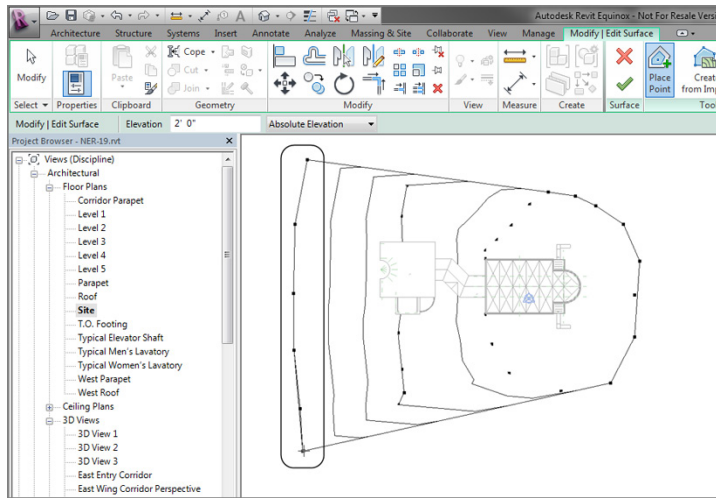 Autodesk Revit Equinox - Not For Resale Versi
Architecture Structure Systems Insert Annotate Analyze Massing & Site Collaborate View Manage Modify | Edit Surface
Modify Paste Cope Cut Join Place Point Creat from Imp
Select Properties Clipboard Geometry Modify View Measure Create Surface Too
Modify | Edit Surface Elevation 2' 0" Absolute Elevation
Project Browser - NER-19.rvt
Views (Discipline)
Architectural
Floor Plans
Corridor Parapet
Level 1
Level 2
Level 3
Level 4
Level 5
Parapet
Roof
Site
T.O. Footing
Typical Elevator Shaft
Typical Men's Lavatory
Typical Women's Lavatory
West Parapet
West Roof
Ceiling Plans
3D Views
3D View 1
3D View 2
3D View 3
East Entry Corridor
East Wing Corridor Perspective